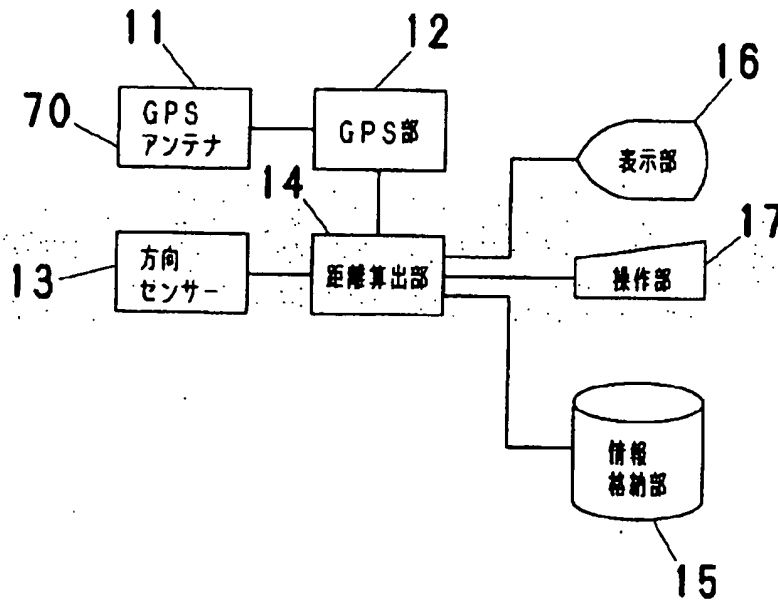 11
12
16
70
GPS
アンテナ
GPS部
表示部
14
17
13
方向
センサー
距離算出部
操作部
情報
格納部
15